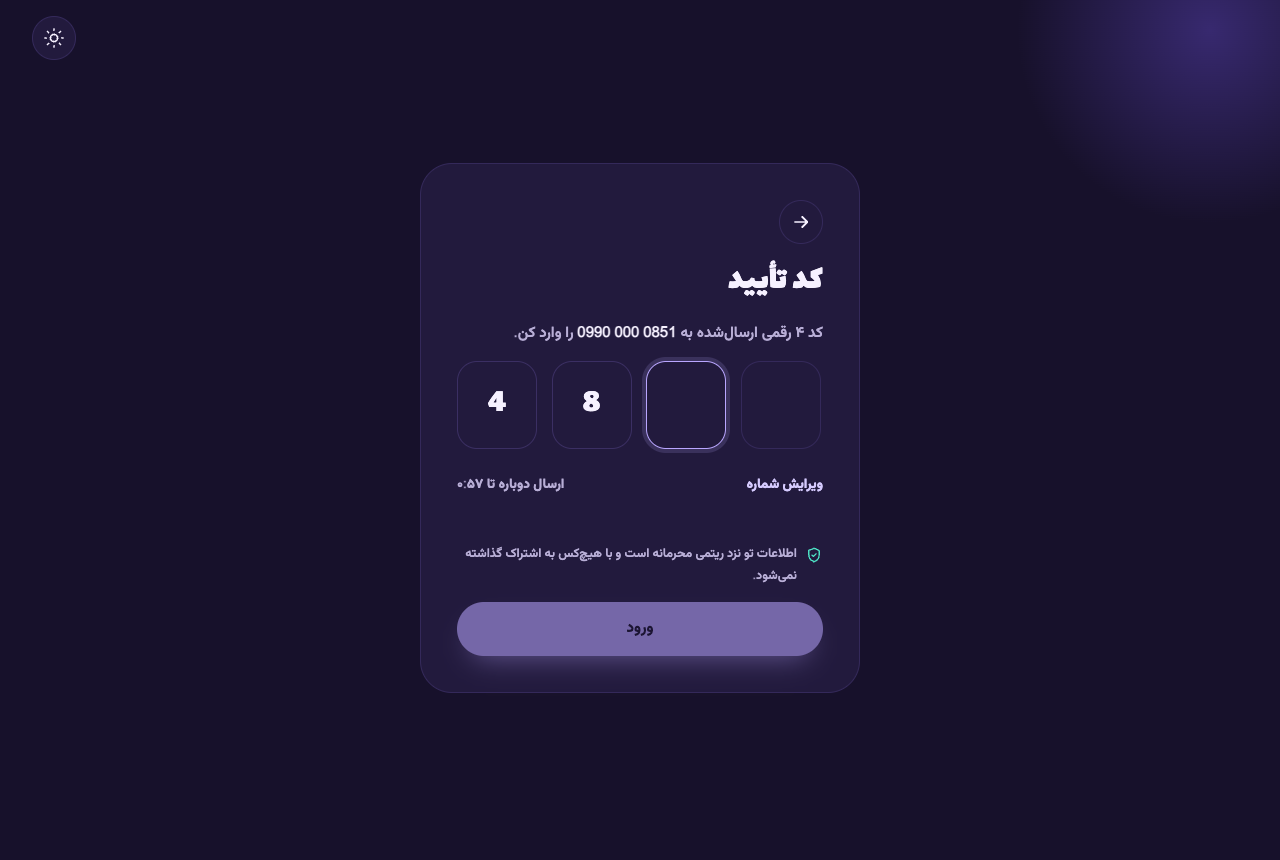 کد تأیید
کد ۴ رقمی ارسال‌شده به 0851 000 0990 را وارد کن.
4 8
ویرایش شماره
ارسال دوباره تا ۰:۵۷
اطلاعات تو نزد ریتمی محرمانه است و با هیچ‌کس به اشتراک گذاشته
نمی‌شود.
ورود